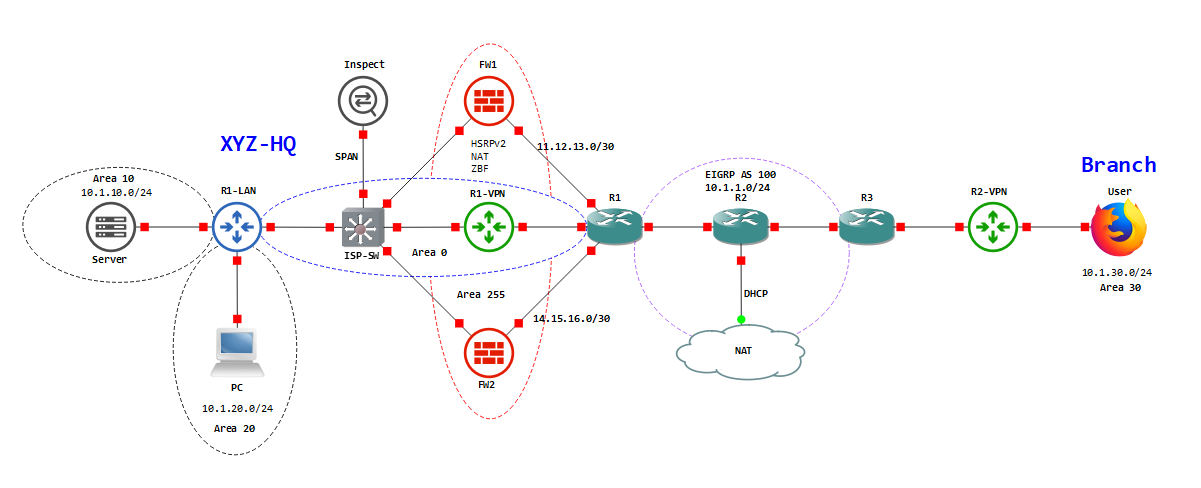 Inspect
FW1
XYZ-HQ
SPAN
HSRPv2
NAT
ZBF
11.12.13.0/30
Branch
Area 10
10.1.10.0/24
R1-LAN
R1-VPN
R1
EIGRP AS 100
10.1.1.0/24
R2
R3
R2-VPN
User
Server
ISP-SW
Area 0
10.1.30.0/24
Area 30
Area 255
DHCP
14.15.16.0/30
NAT
PC
FW2
10.1.20.0/24
Area 20